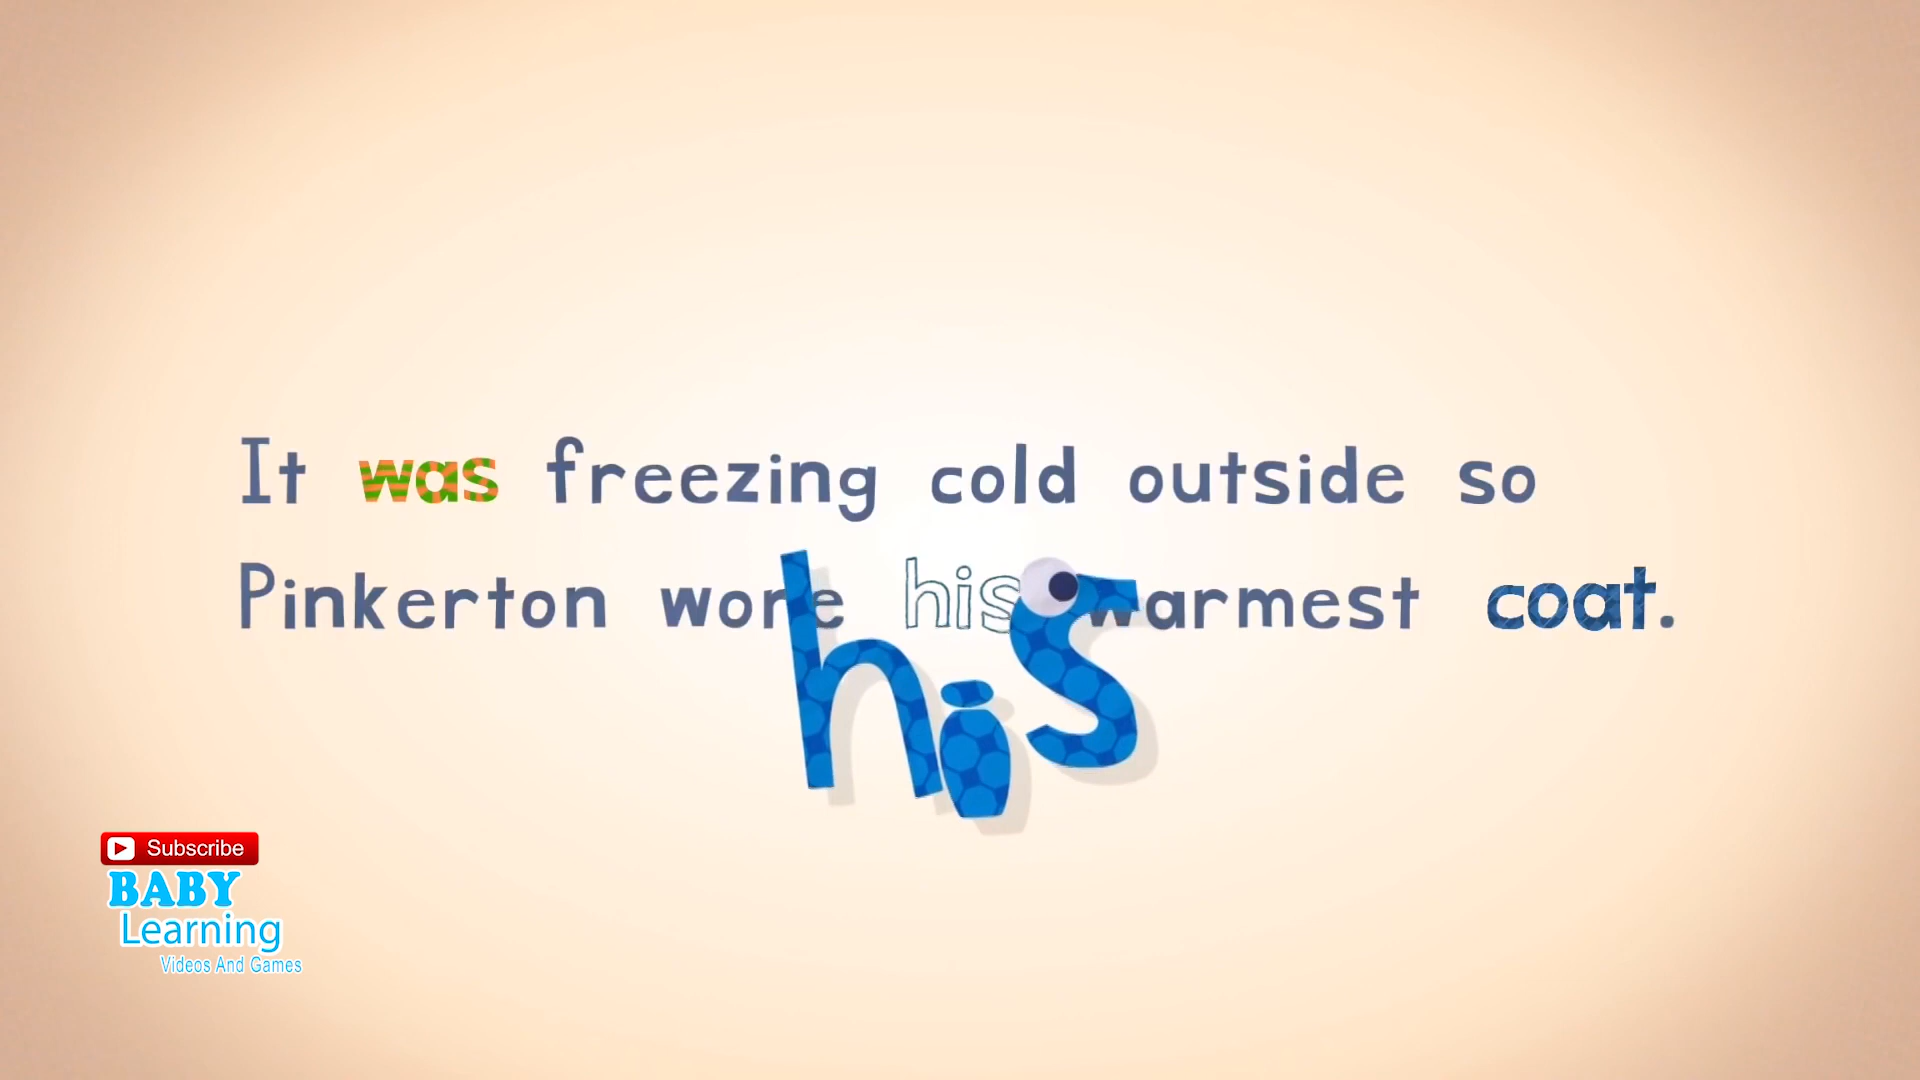 It was freezing cold outside so
Pinkerton wore his warmest coat.
his
Subscribe
BABY
Learning
Videos And Games